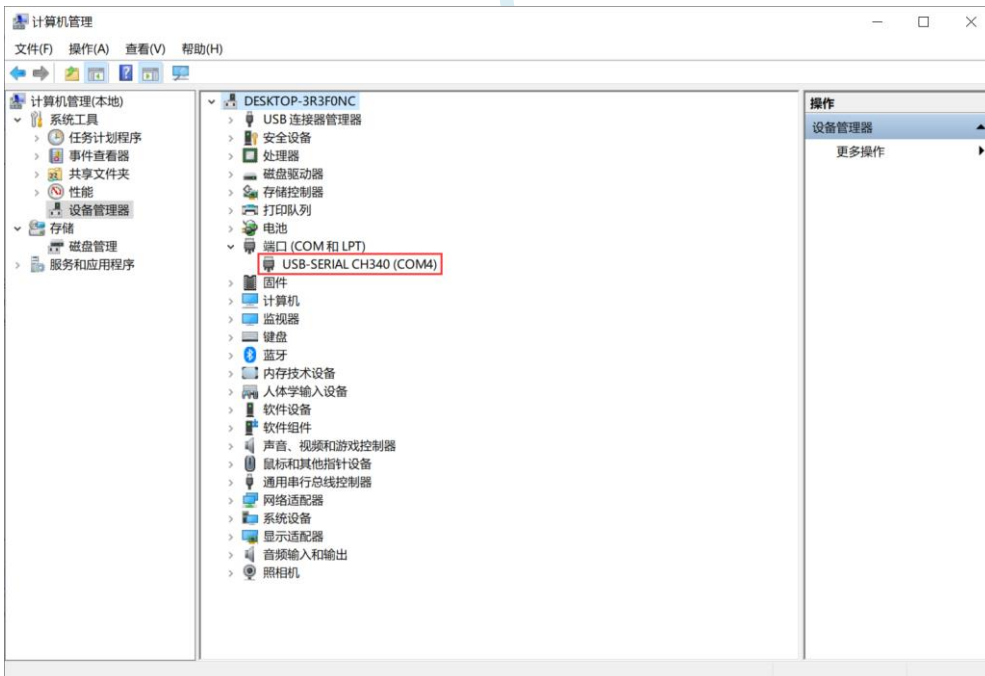 计算机管理
文件(F) 操作(A) 查看(V) 帮助(H)
计算机管理(本地)
系统工具
任务计划程序
事件查看器
共享文件夹
性能
设备管理器
存储
磁盘管理
服务和应用程序
DESKTOP-3R3F0NC
USB 连接器管理器
安全设备
处理器
磁盘驱动器
存储控制器
打印队列
电池
端口 (COM 和 LPT)
USB-SERIAL CH340 (COM4)
固件
计算机
监视器
键盘
蓝牙
内存技术设备
人体学输入设备
软件设备
软件组件
声音、视频和游戏控制器
鼠标和其他指针设备
通用串行总线控制器
网络适配器
系统设备
显示适配器
音频输入和输出
照相机
操作
设备管理器
更多操作